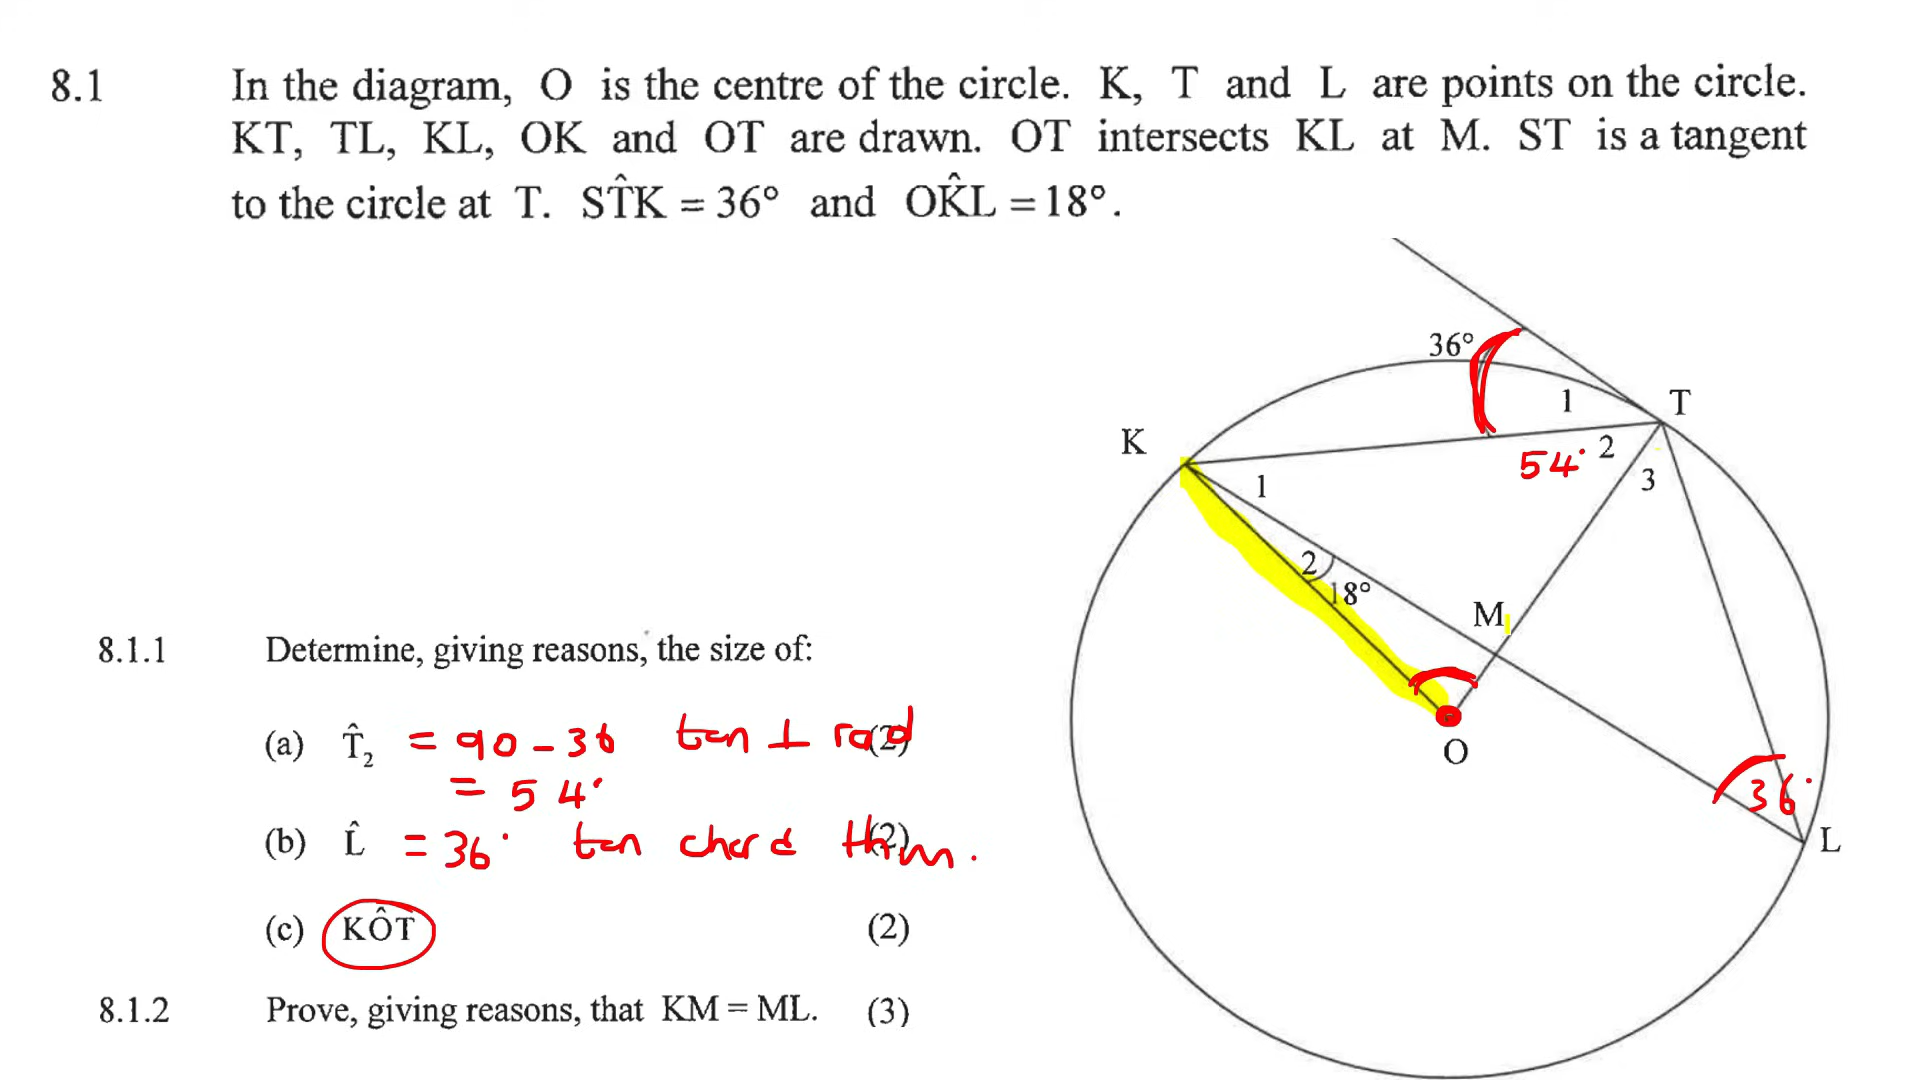 8.1 In the diagram, O is the centre of the circle. K, T and L are points on the circle.
KT, TL, KL, OK and OT are drawn. OT intersects KL at M. ST is a tangent
to the circle at T. ST̂K = 36° and OK̂L = 18°.
36°
1
T
K
54°
2
1
3
2
18°
M
8.1.1 Determine, giving reasons, the size of:
O
(a) T̂₂ = 90 - 36 tan ⊥ rad (2)
= 54°
36°
(b) L̂ = 36° tan chord thrm. (2)
L
(c) KÔT (2)
8.1.2 Prove, giving reasons, that KM = ML. (3)